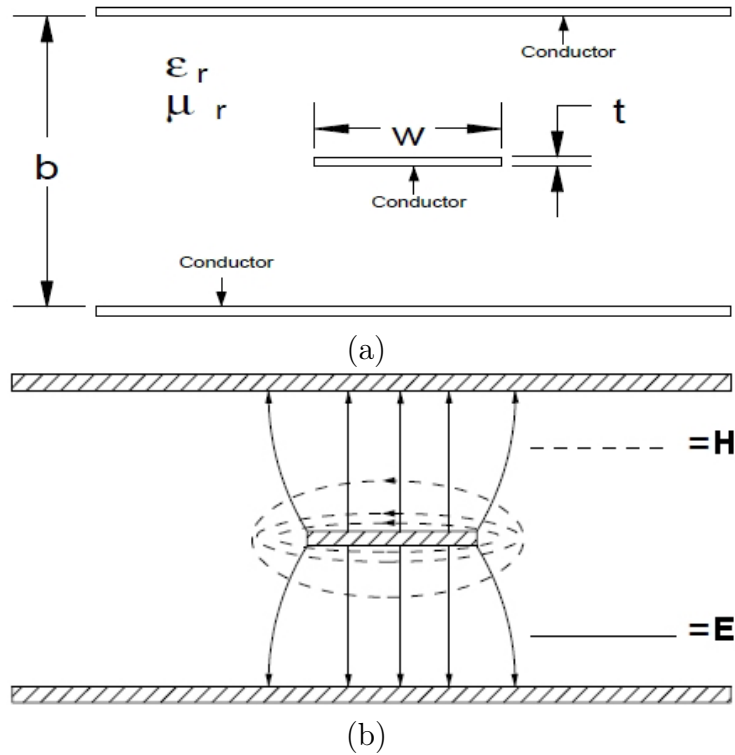 Conductor
εr
μr
W
t
b
Conductor
Conductor
(a)
=H
=E
(b)